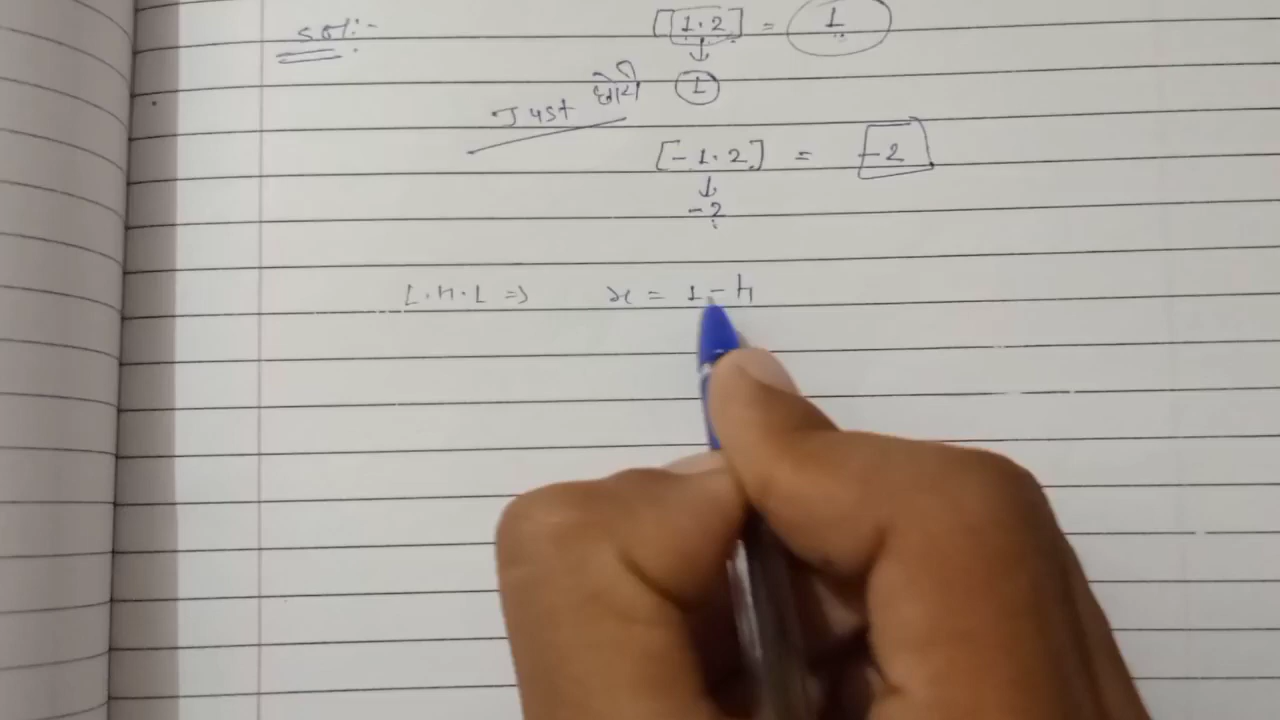 Sol:-
[1.2] = 1
↓
Just छोटा 1
[-1.2] = -2
↓
-2
L.H.L => x = 1-h